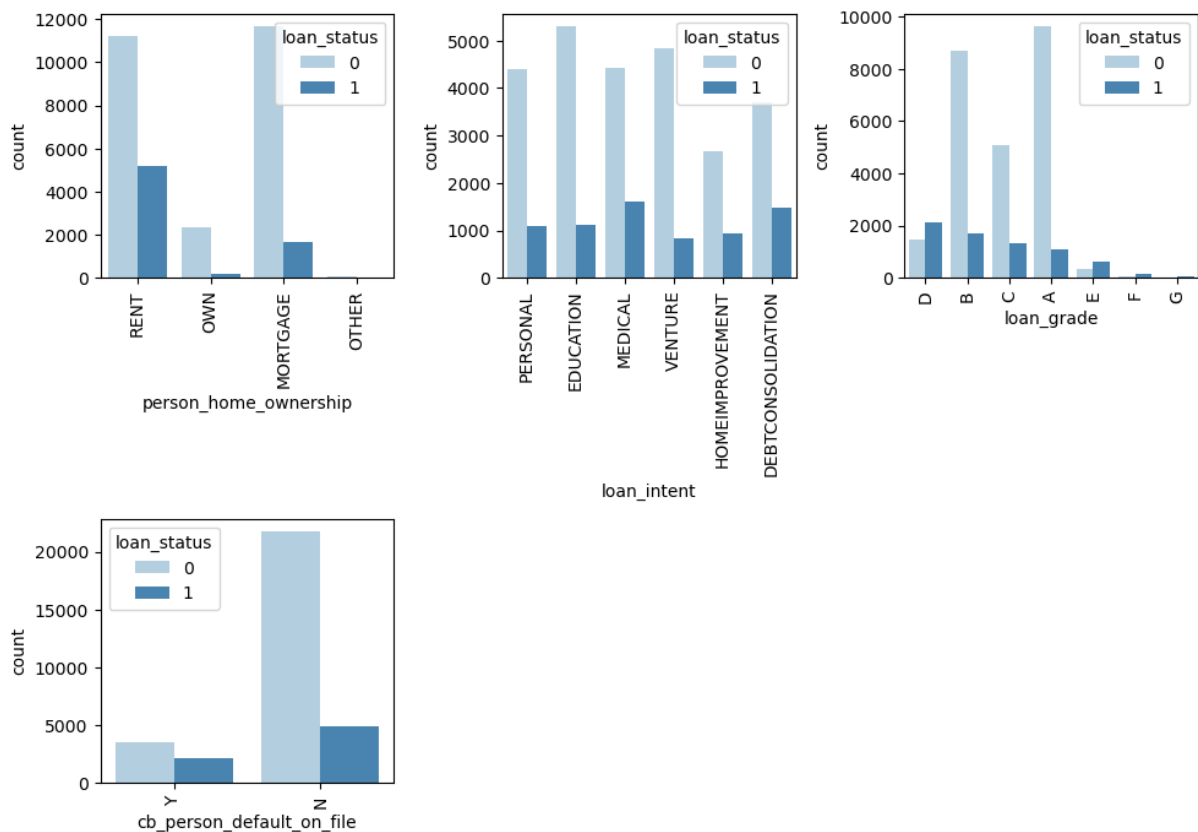 12000
10000
8000
6000
4000
2000
0
count
loan_status
0
1
RENT
OWN
MORTGAGE
OTHER
person_home_ownership
5000
4000
3000
2000
1000
0
count
loan_status
0
1
PERSONAL
EDUCATION
MEDICAL
VENTURE
HOMEIMPROVEMENT
DEBTCONSOLIDATION
loan_intent
10000
8000
6000
4000
2000
0
count
loan_status
0
1
D
B
C
A
E
F
G
loan_grade
20000
15000
10000
5000
0
count
loan_status
0
1
Y
N
cb_person_default_on_file